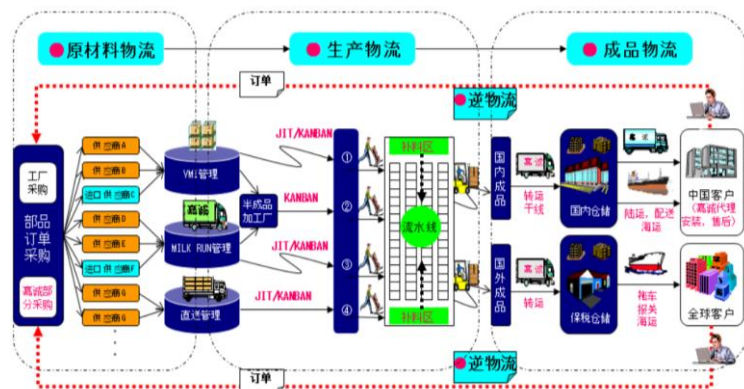 原材料物流
生产物流
成品物流
订单
逆物流
工厂
采购
部品
订单
采购
嘉诚部
分采购
供应商A
供应商B
进口供应商C
供应商D
供应商E
进口供应商F
供应商G
供应商
VMI管理
嘉诚
MILK RUN管理
直送管理
半成品
加工厂
JIT/KANBAN
KANBAN
JIT/KANBAN
JIT/KANBAN
①
②
③
④
补料区
流水线
补料区
国内成品
国外成品
嘉诚
转运
干线
嘉诚
转运
国内仓储
保税仓储
嘉诚
陆运,配送
海运
拖车
报关
海运
中国客户
(嘉诚代理
安装,售后)
全球客户
逆物流
订单